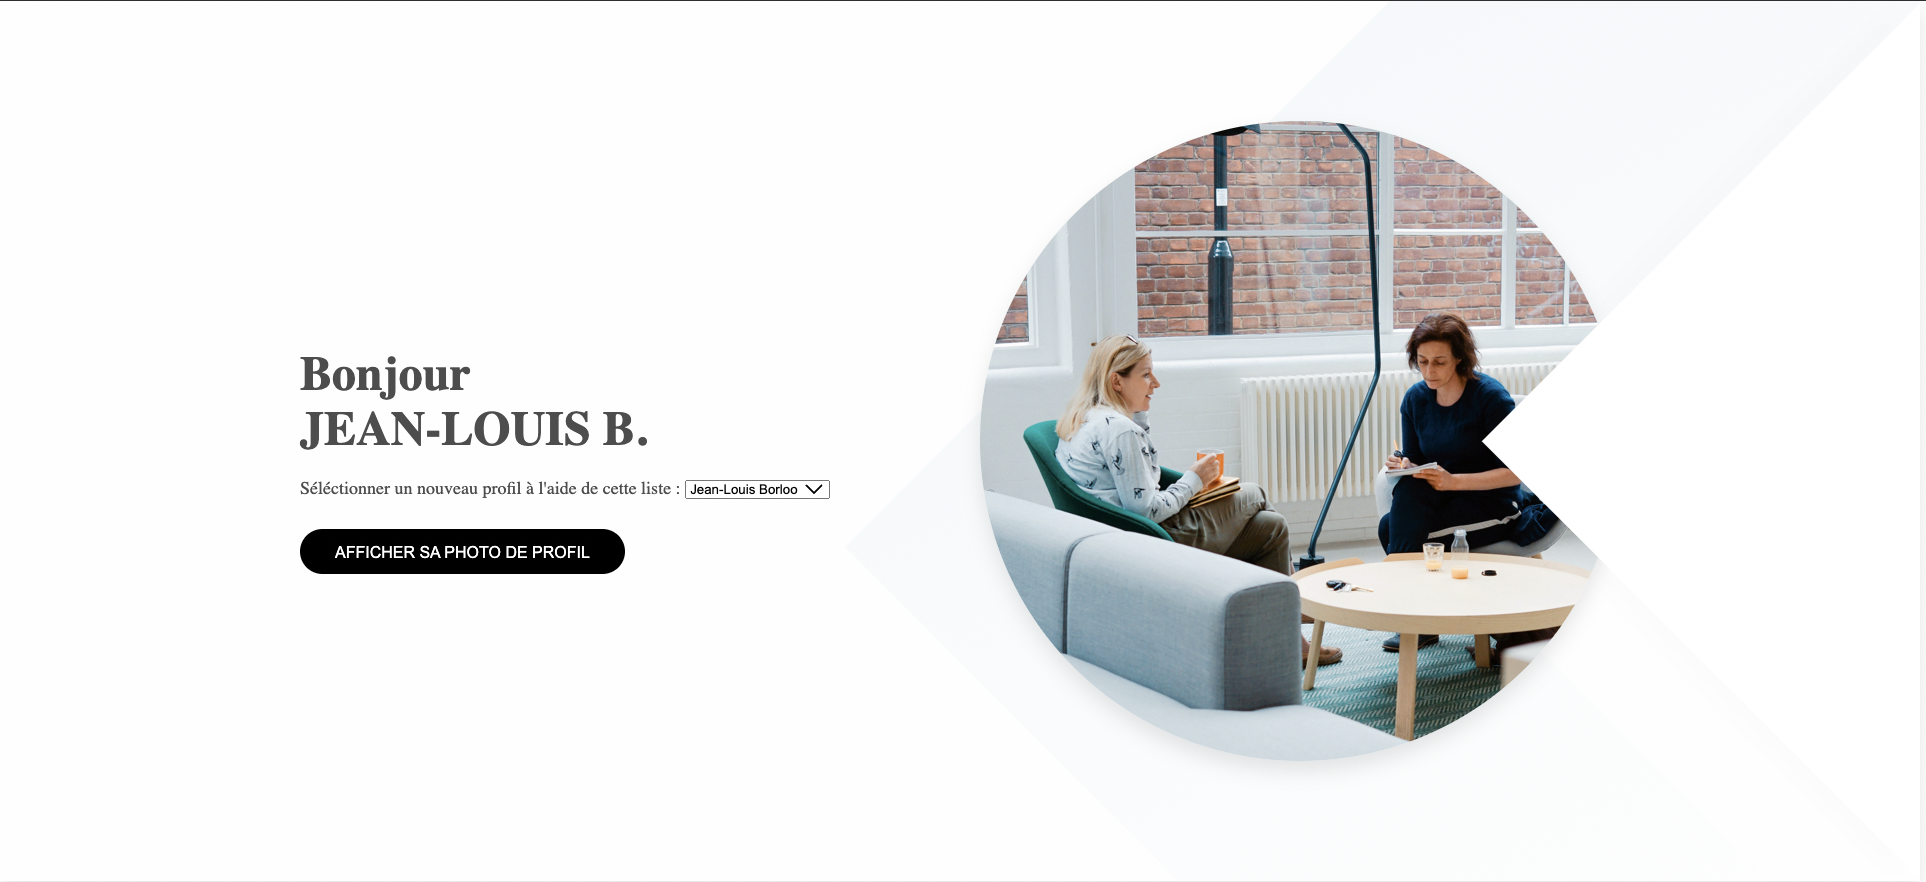 Bonjour
JEAN-LOUIS B.
Séléctionner un nouveau profil à l'aide de cette liste : Jean-Louis Borloo
AFFICHER SA PHOTO DE PROFIL